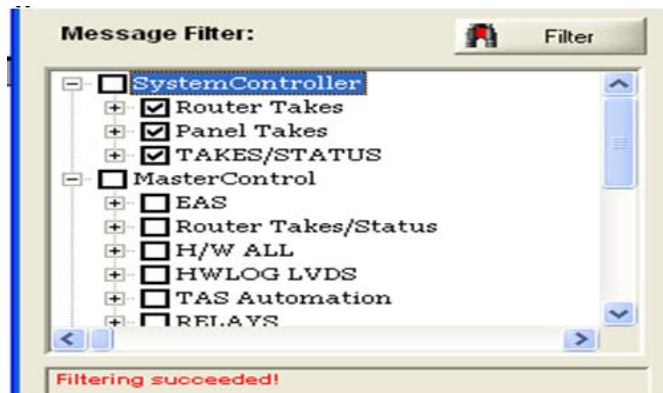 Message Filter:
Filter
SystemController
Router Takes
Panel Takes
TAKES/STATUS
MasterControl
EAS
Router Takes/Status
H/W ALL
HWLOG LVDS
TAS Automation
RELAYS
Filtering succeeded!